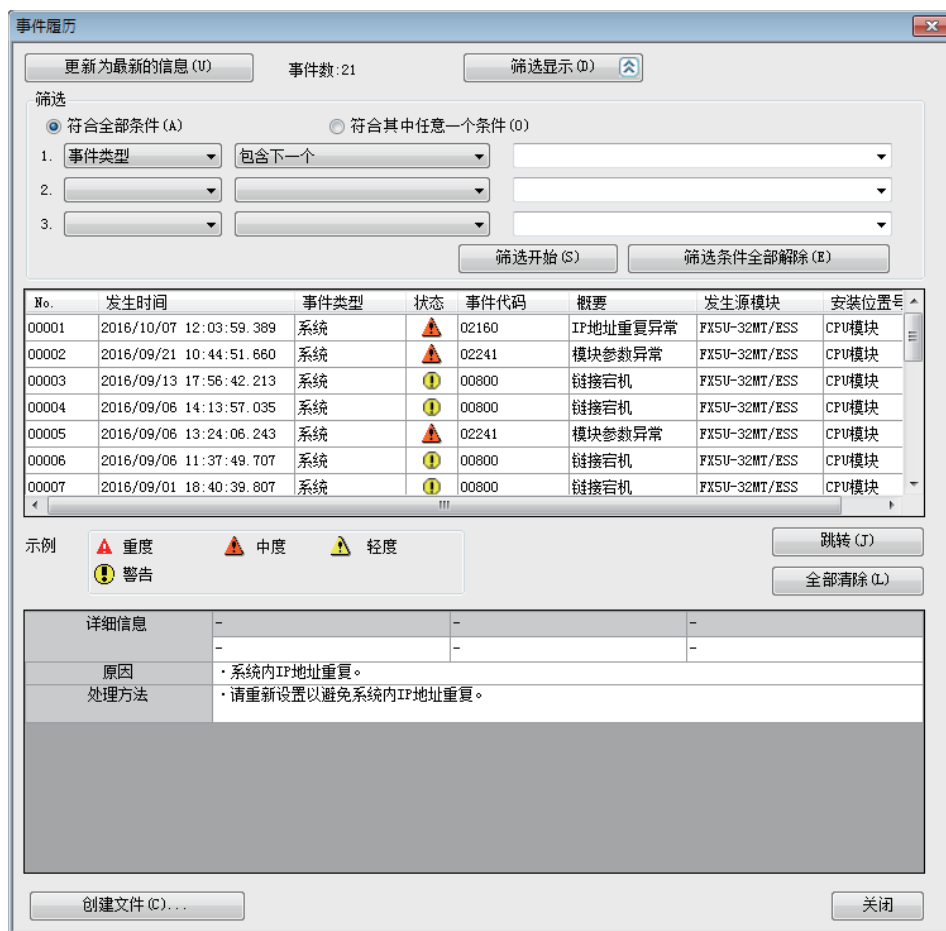 事件履历
更新为最新的信息(U) 事件数:21 筛选显示(D)
筛选
符合全部条件(A) 符合其中任意一个条件(O)
1. 事件类型 包含下一个
2.
3.
筛选开始(S) 筛选条件全部解除(E)
No. 发生时间 事件类型 状态 事件代码 概要 发生源模块 安装位置号
00001 2016/10/07 12:03:59.389 系统 02160 IP地址重复异常 FX5U-32MT/ESS CPU模块
00002 2016/09/21 10:44:51.660 系统 02241 模块参数异常 FX5U-32MT/ESS CPU模块
00003 2016/09/13 17:56:42.213 系统 00800 链接宕机 FX5U-32MT/ESS CPU模块
00004 2016/09/06 14:13:57.035 系统 00800 链接宕机 FX5U-32MT/ESS CPU模块
00005 2016/09/06 13:24:06.243 系统 02241 模块参数异常 FX5U-32MT/ESS CPU模块
00006 2016/09/06 11:37:49.707 系统 00800 链接宕机 FX5U-32MT/ESS CPU模块
00007 2016/09/01 18:40:39.807 系统 00800 链接宕机 FX5U-32MT/ESS CPU模块
示例 重度 中度 轻度 跳转(J)
警告 全部清除(L)
详细信息 - - -
- - -
原因 ·系统内IP地址重复。
处理方法 ·请重新设置以避免系统内IP地址重复。
创建文件(C)... 关闭